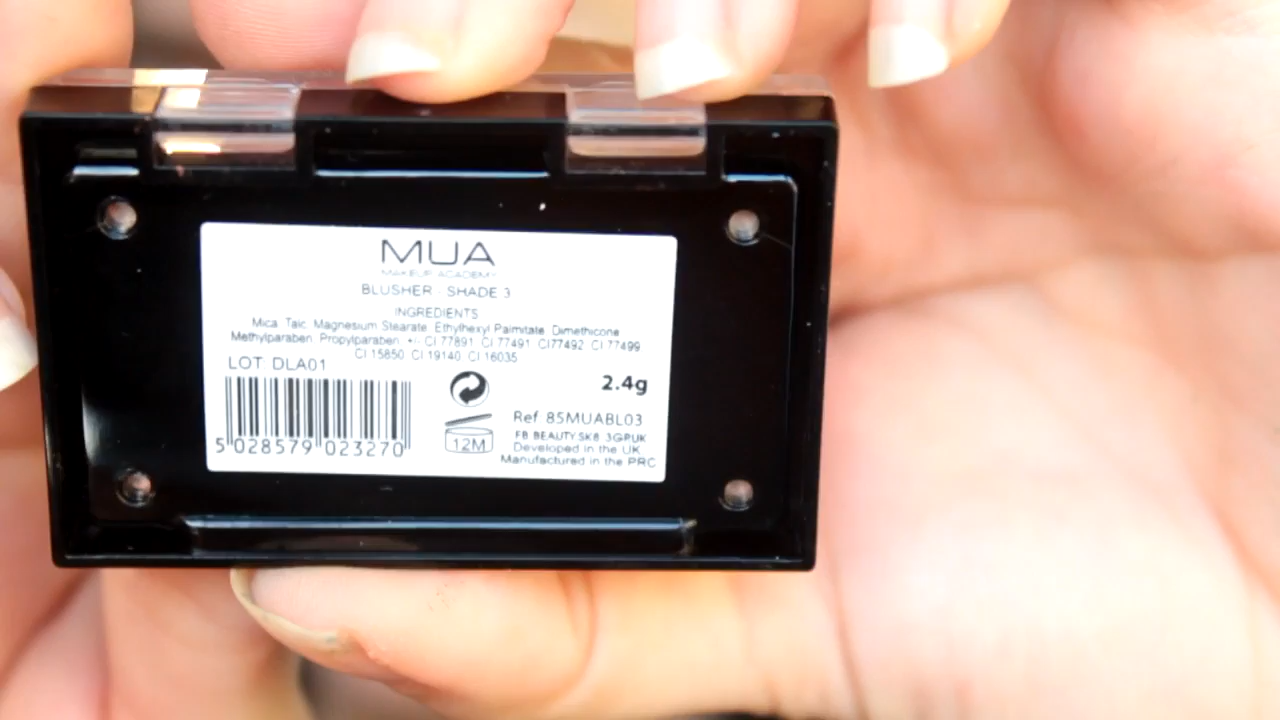 MUA
MAKEUP ACADEMY
BLUSHER - SHADE 3
INGREDIENTS
Mica Talc Magnesium Stearate Ethylhexyl Palmitate Dimethicone
Methylparaben Propylparaben +/- CI 77891 CI 77491 CI77492 CI 77499
CI 15850 CI 19140 CI 16035
LOT DLA01
2.4g
5 028579 023270
12M
Ref 85MUABL03
FB BEAUTY SK8 3GP.UK
Developed in the UK
Manufactured in the PRC